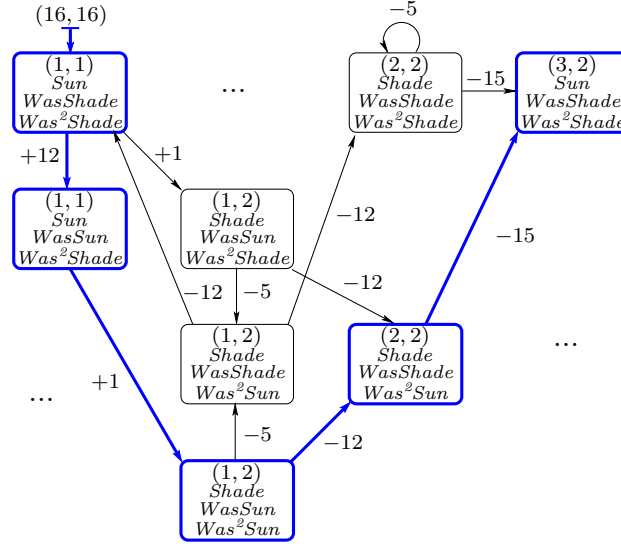 (16, 16)
−5
(1, 1)
Sun
WasShade
Was²Shade
...
(2, 2)
Shade
WasShade
Was²Shade
−15
(3, 2)
Sun
WasShade
Was²Shade
+12
+1
(1, 1)
Sun
WasSun
Was²Shade
(1, 2)
Shade
WasSun
Was²Shade
−12
−15
−12
−5
−12
(1, 2)
Shade
WasShade
Was²Sun
(2, 2)
Shade
WasShade
Was²Sun
...
+1
...
−5
−12
(1, 2)
Shade
WasSun
Was²Sun